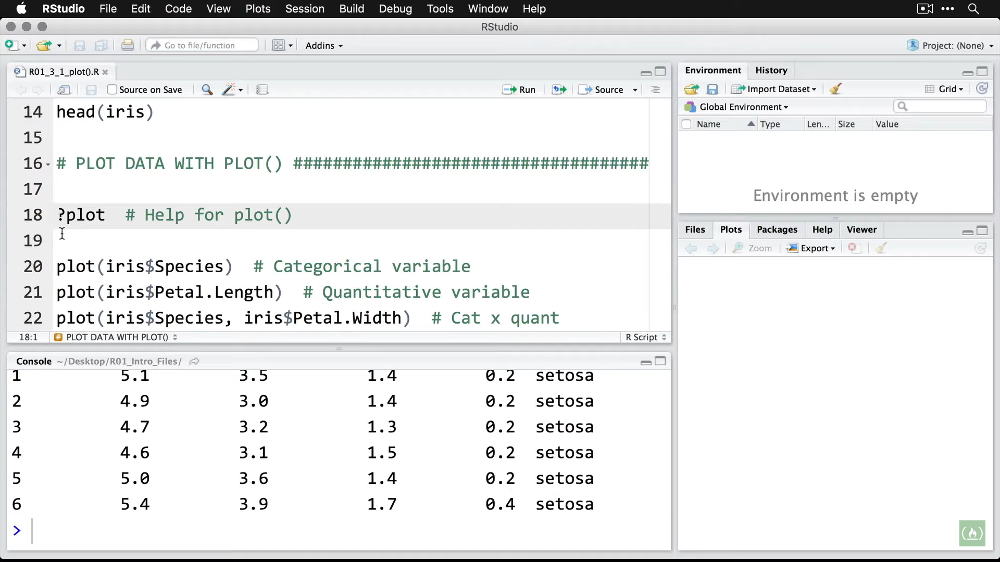 RStudio File Edit Code View Plots Session Build Debug Tools Window Help
RStudio
Go to file/function Addins Project: (None)
R01_3_1_plot().R
Source on Save Run Source
14 head(iris)
15
16 # PLOT DATA WITH PLOT() ####################################
17
18 ?plot # Help for plot()
19
20 plot(iris$Species) # Categorical variable
21 plot(iris$Petal.Length) # Quantitative variable
22 plot(iris$Species, iris$Petal.Width) # Cat x quant
18:1 # PLOT DATA WITH PLOT() R Script
Console ~/Desktop/R01_Intro_Files/
1 5.1 3.5 1.4 0.2 setosa
2 4.9 3.0 1.4 0.2 setosa
3 4.7 3.2 1.3 0.2 setosa
4 4.6 3.1 1.5 0.2 setosa
5 5.0 3.6 1.4 0.2 setosa
6 5.4 3.9 1.7 0.4 setosa
>
Environment History
Import Dataset Grid
Global Environment
Name Type Len... Size Value
Environment is empty
Files Plots Packages Help Viewer
Zoom Export